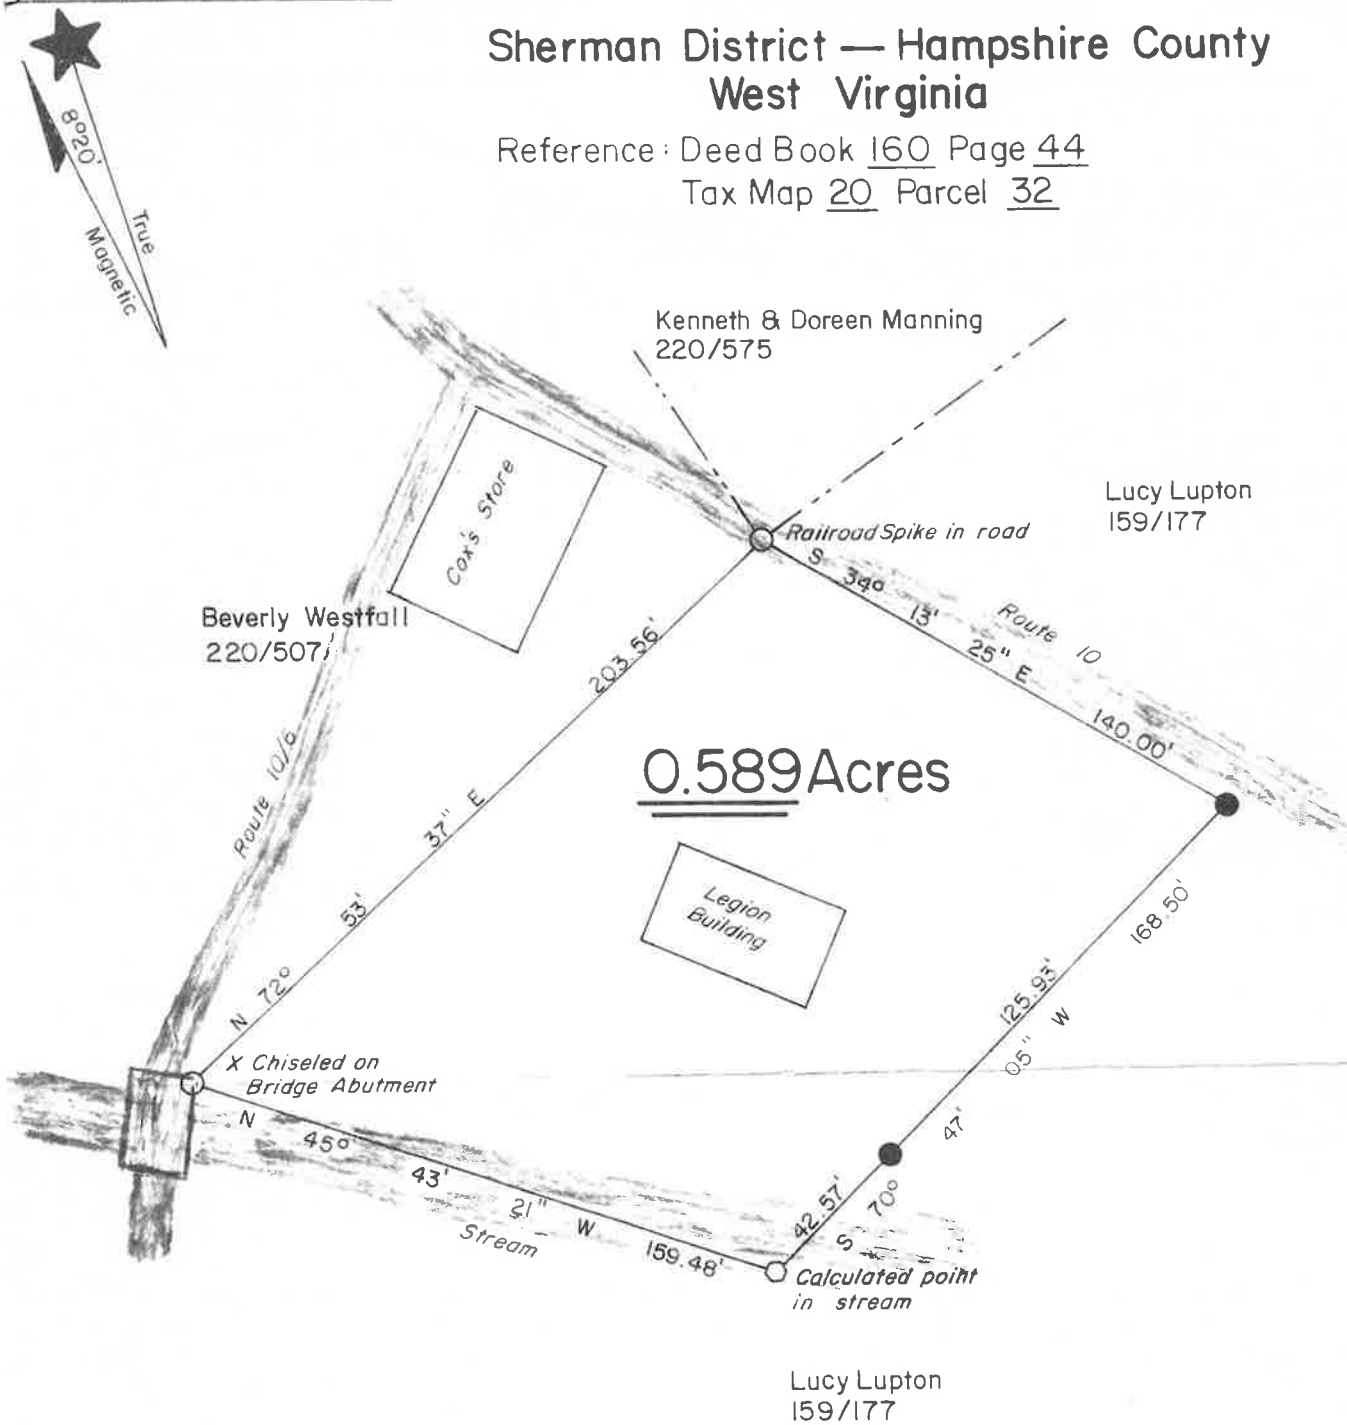 Sherman District — Hampshire County
West Virginia
Reference: Deed Book 160 Page 44
Tax Map 20 Parcel 32
8°20'
True
Magnetic
Kenneth & Doreen Manning
220/575
Lucy Lupton
159/177
Cox's Store
Railroad Spike in road
S 34° 13' 25" E 140.00'
Route 10
Beverly Westfall
220/507
Route 10/6
N 72° 53' 37" E 203.56'
0.589 Acres
Legion
Building
168.50'
125.93'
42.57'
S 70° 47' 05" W
X Chiseled on
Bridge Abutment
N 45° 43' 21" W 159.48'
Stream
Calculated point
in stream
Lucy Lupton
159/177